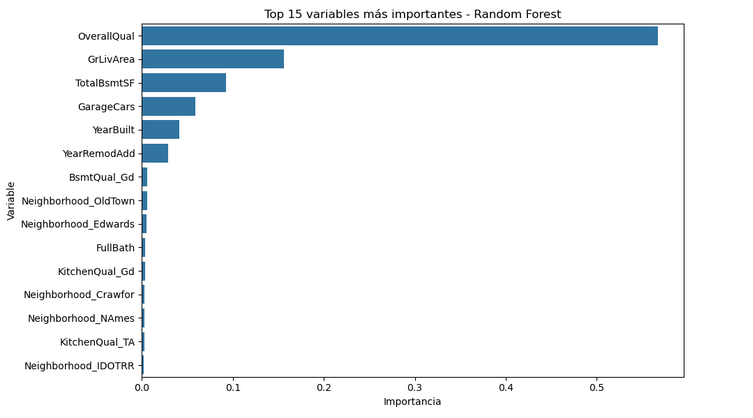 Top 15 variables más importantes - Random Forest
Variable
OverallQual
GrLivArea
TotalBsmtSF
GarageCars
YearBuilt
YearRemodAdd
BsmtQual_Gd
Neighborhood_OldTown
Neighborhood_Edwards
FullBath
KitchenQual_Gd
Neighborhood_Crawfor
Neighborhood_NAmes
KitchenQual_TA
Neighborhood_IDOTRR
0.0 0.1 0.2 0.3 0.4 0.5
Importancia